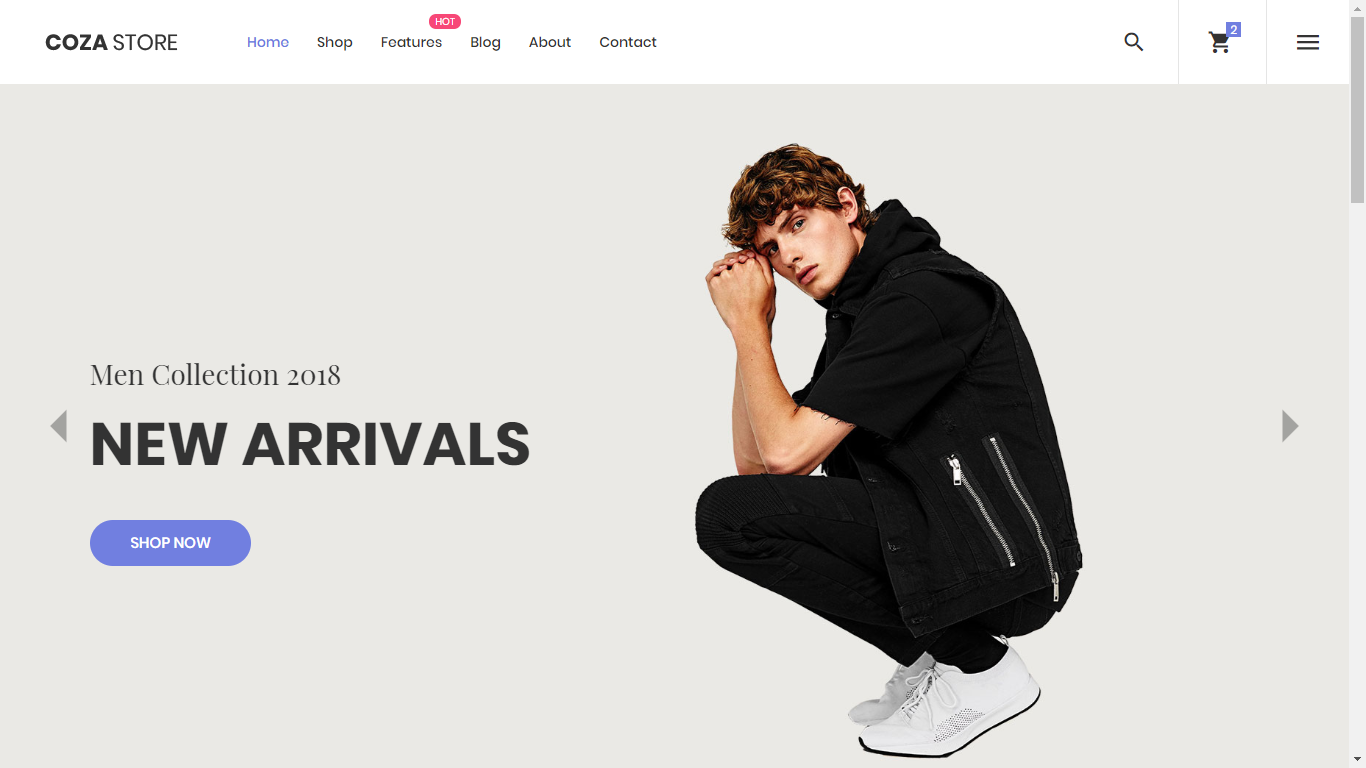 COZA STORE
Home Shop Features HOT Blog About Contact
2
Men Collection 2018
NEW ARRIVALS
SHOP NOW